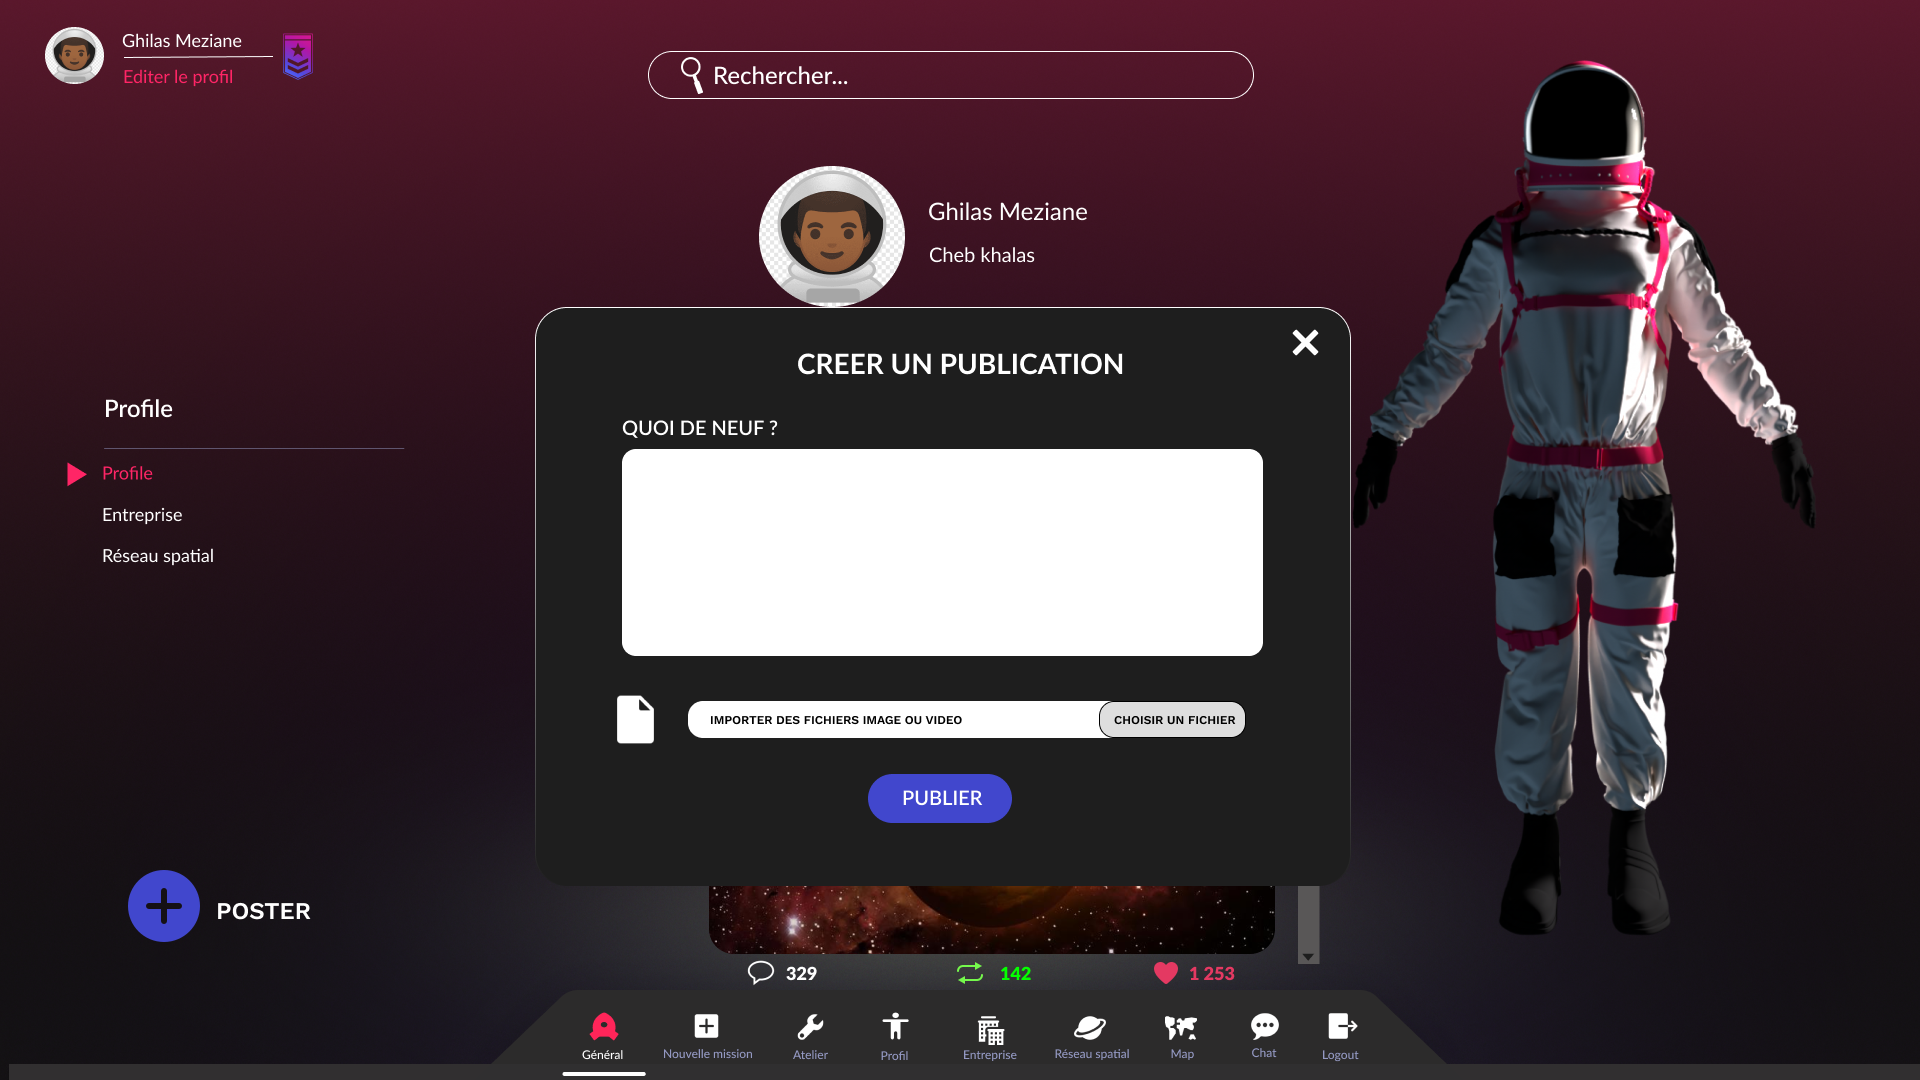 Ghilas Meziane
Editer le profil
Rechercher...
Ghilas Meziane
Cheb khalas
Profile
Profile
Entreprise
Réseau spatial
CREER UN PUBLICATION
QUOI DE NEUF ?
IMPORTER DES FICHIERS IMAGE OU VIDEO
CHOISIR UN FICHIER
PUBLIER
POSTER
329
142
1 253
Général
Nouvelle mission
Atelier
Profil
Entreprise
Réseau spatial
Map
Chat
Logout